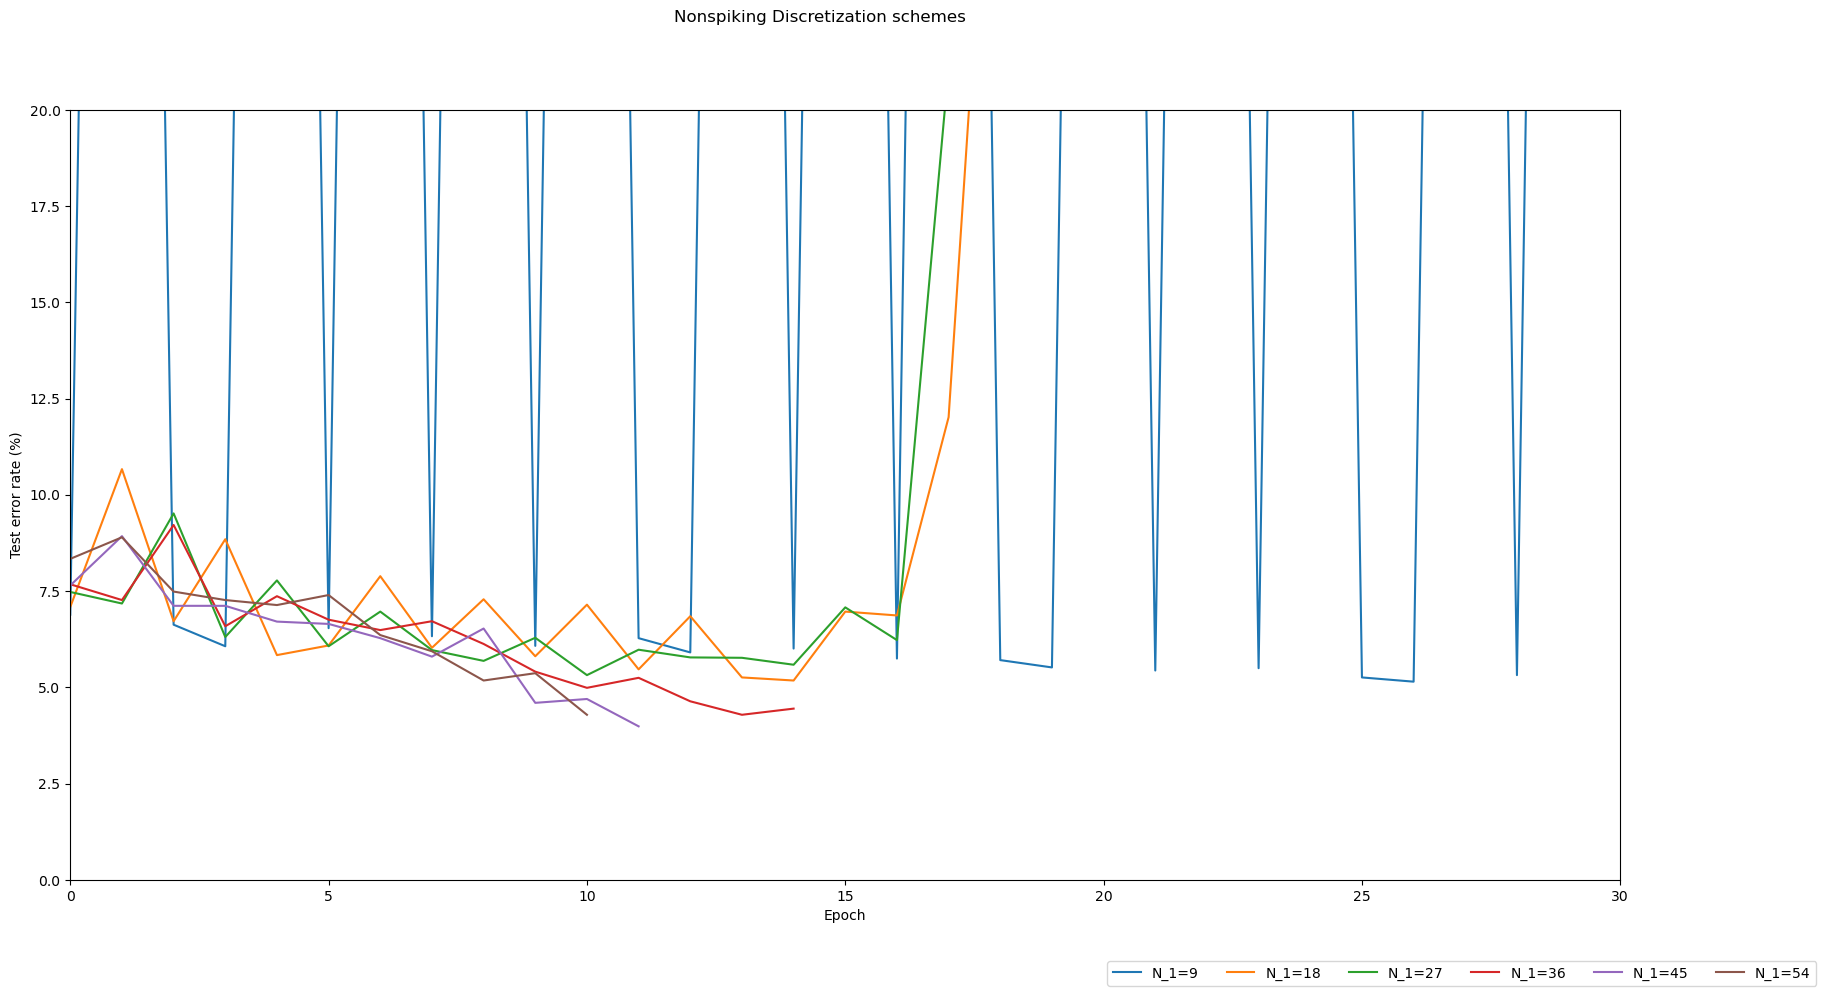 Nonspiking Discretization schemes
20.0
17.5
15.0
12.5
10.0
7.5
5.0
2.5
0.0
Test error rate (%)
0 5 10 15 20 25 30
Epoch
N_1=9 N_1=18 N_1=27 N_1=36 N_1=45 N_1=54